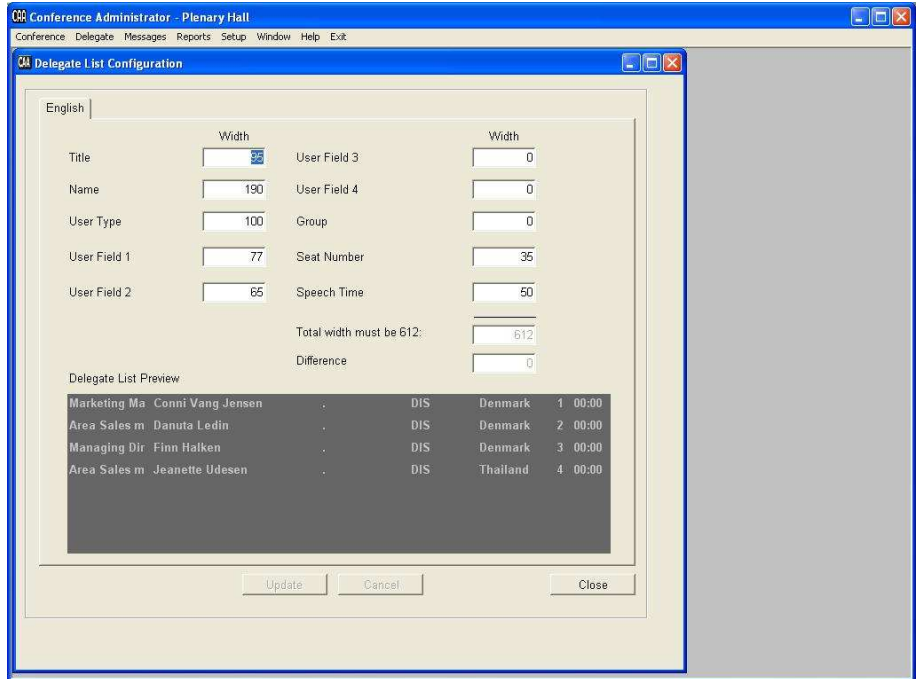 CAA Conference Administrator - Plenary Hall
Conference Delegate Messages Reports Setup Window Help Exit
CAA Delegate List Configuration
English
Width Width
Title 95 User Field 3 0
Name 190 User Field 4 0
User Type 100 Group 0
User Field 1 77 Seat Number 35
User Field 2 65 Speech Time 50
Total width must be 612: 612
Difference 0
Delegate List Preview
Marketing Ma Conni Vang Jensen . DIS Denmark 1 00:00
Area Sales m Danuta Ledin . DIS Denmark 2 00:00
Managing Dir Finn Halken . DIS Denmark 3 00:00
Area Sales m Jeanette Udesen . DIS Thailand 4 00:00
Update Cancel Close